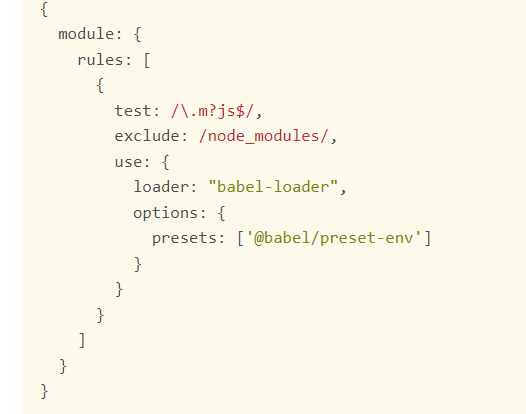 {
  module: {
    rules: [
      {
        test: /\.m?js$/,
        exclude: /node_modules/,
        use: {
          loader: "babel-loader",
          options: {
            presets: ['@babel/preset-env']
          }
        }
      }
    ]
  }
}